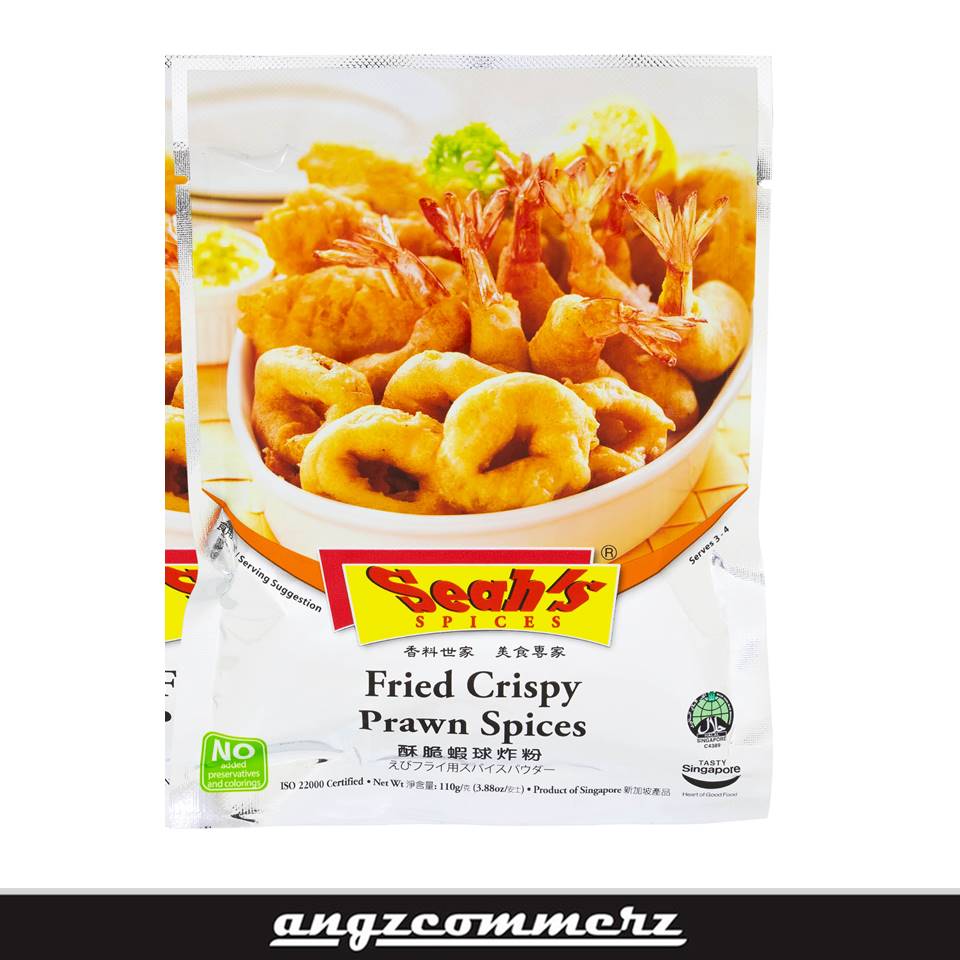 Serving Suggestion
Serves 3 - 4
Seah's ®
SPICES
香料世家 美食專家
Fried Crispy
Prawn Spices
酥脆蝦球炸粉
えびフライ用スパイスパウダー
ISO 22000 Certified • Net Wt 淨含量: 110g/克 (3.88oz/安士) • Product of Singapore 新加坡產品
NO
added
preservatives
and colorings
SINGAPORE
C4389
TASTY
Singapore
Heart of Good Food
angzcommerz